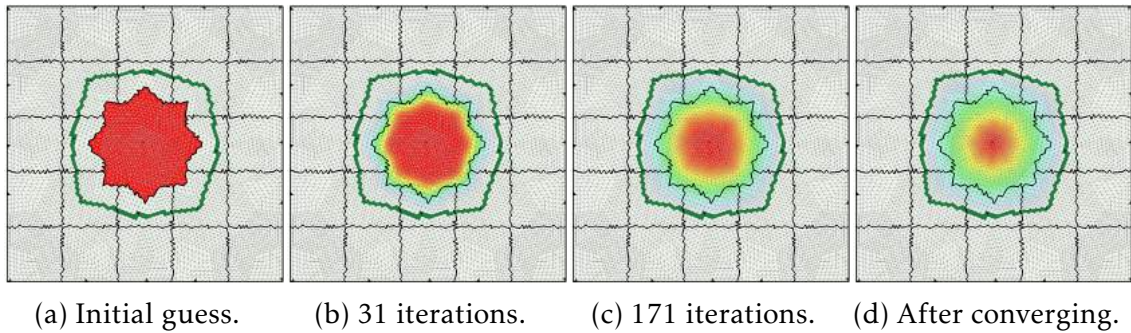 (a) Initial guess. (b) 31 iterations. (c) 171 iterations. (d) After converging.